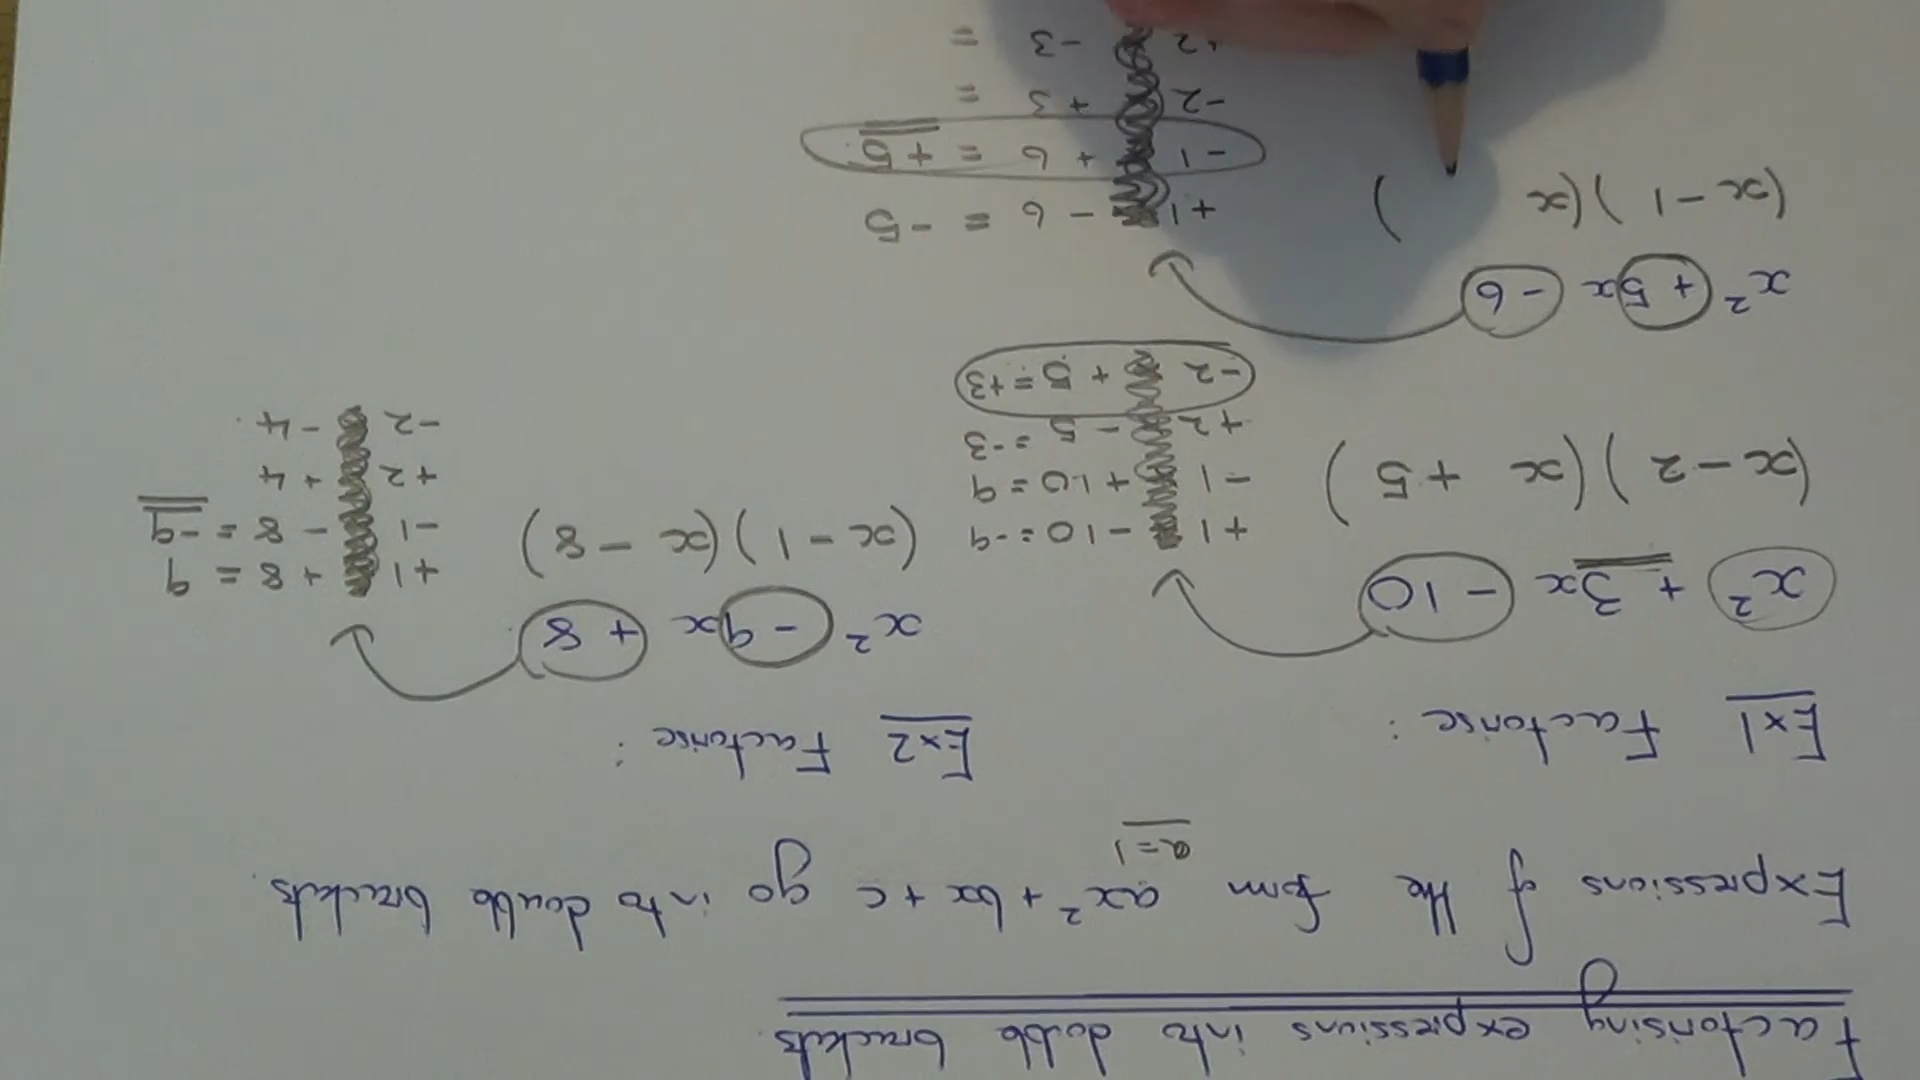 Factorising expressions into double brackets.
Expressions of the form ax² + bx + c go into double brackets.
a=1
Ex1 Factorise :
x² + 3x - 10
(x - 2)(x + 5)
+1 - 10 = -9
-1 + 10 = 9
+2 - 5 = -3
-2 + 5 = +3
Ex2 Factorise :
x² - 9x + 8
(x - 1)(x - 8)
+1 + 8 = 9
-1 - 8 = -9
+2 + 4
-2 - 4
x² + 5x - 6
(x - 1)(x )
+1 - 6 = -5
-1 + 6 = +5
-2 + 3 =
+2 - 3 =